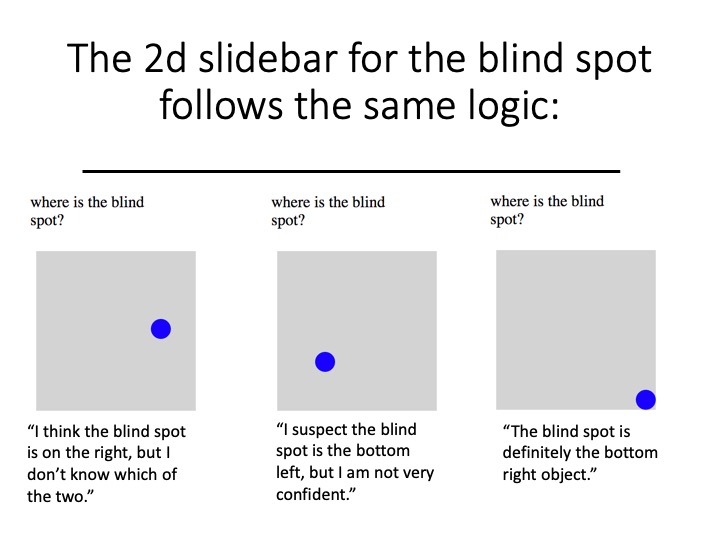 The 2d slidebar for the blind spot
follows the same logic:
where is the blind
spot?
where is the blind
spot?
where is the blind
spot?
“I think the blind spot
is on the right, but I
don’t know which of
the two.”
“I suspect the blind
spot is the bottom
left, but I am not very
confident.”
“The blind spot is
definitely the bottom
right object.”